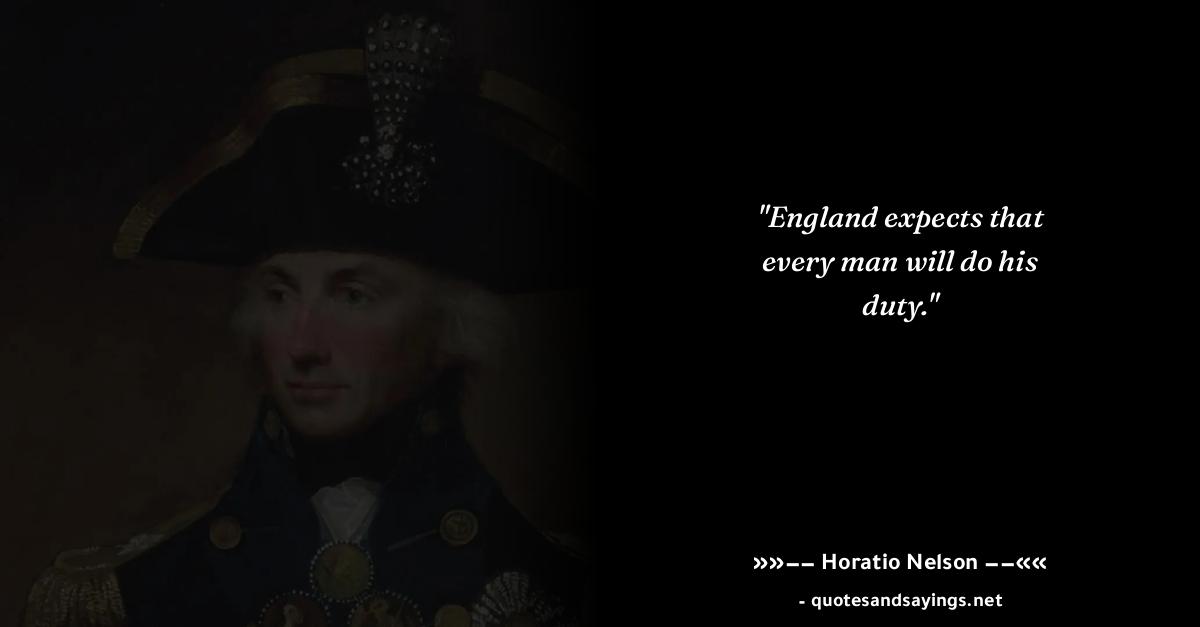 "England expects that
every man will do his
duty."
»»−− Horatio Nelson −−««
- quotesandsayings.net